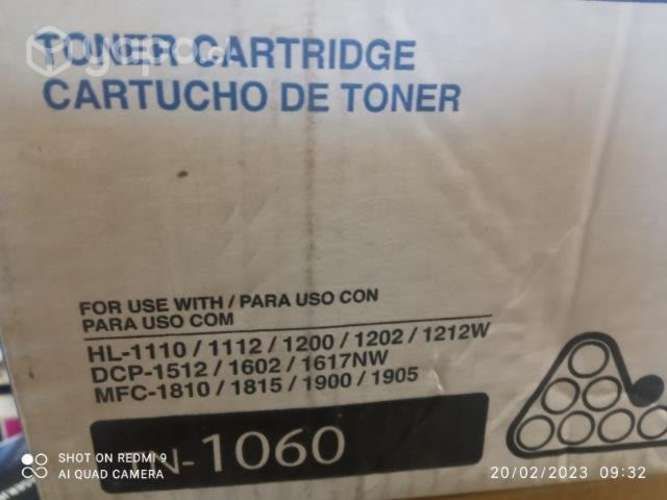 yapo.cl
TONER CARTRIDGE
CARTUCHO DE TONER
FOR USE WITH / PARA USO CON
PARA USO COM
HL-1110 / 1112 / 1200 / 1202 / 1212W
DCP-1512 / 1602 / 1617NW
MFC-1810 / 1815 / 1900 / 1905
N-1060
SHOT ON REDMI 9
AI QUAD CAMERA
20/02/2023 09:32